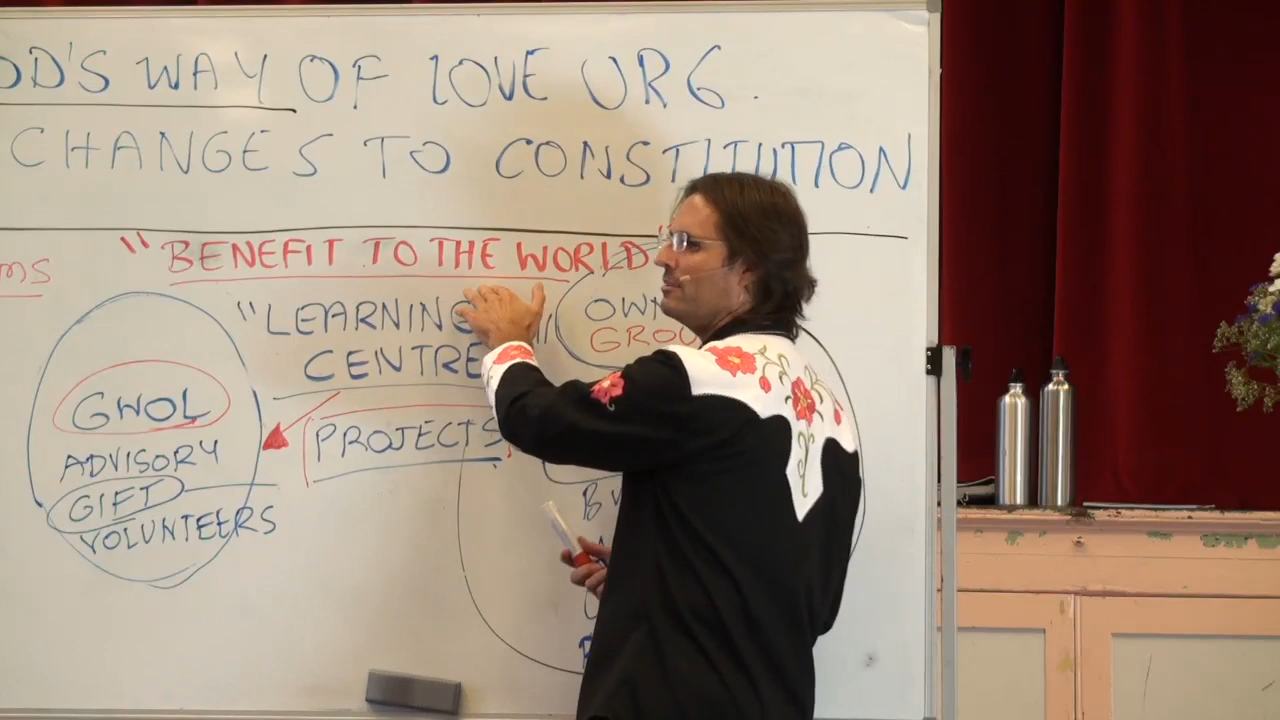 OD'S WAY OF LOVE URG.
CHANGES TO CONSTITUTION
MS
"BENEFIT TO THE WORLD"
"LEARNING
CENTRE
"
OWN
GROU
GWOL
ADVISORY
GIFT
VOLUNTEERS
PROJECTS
B